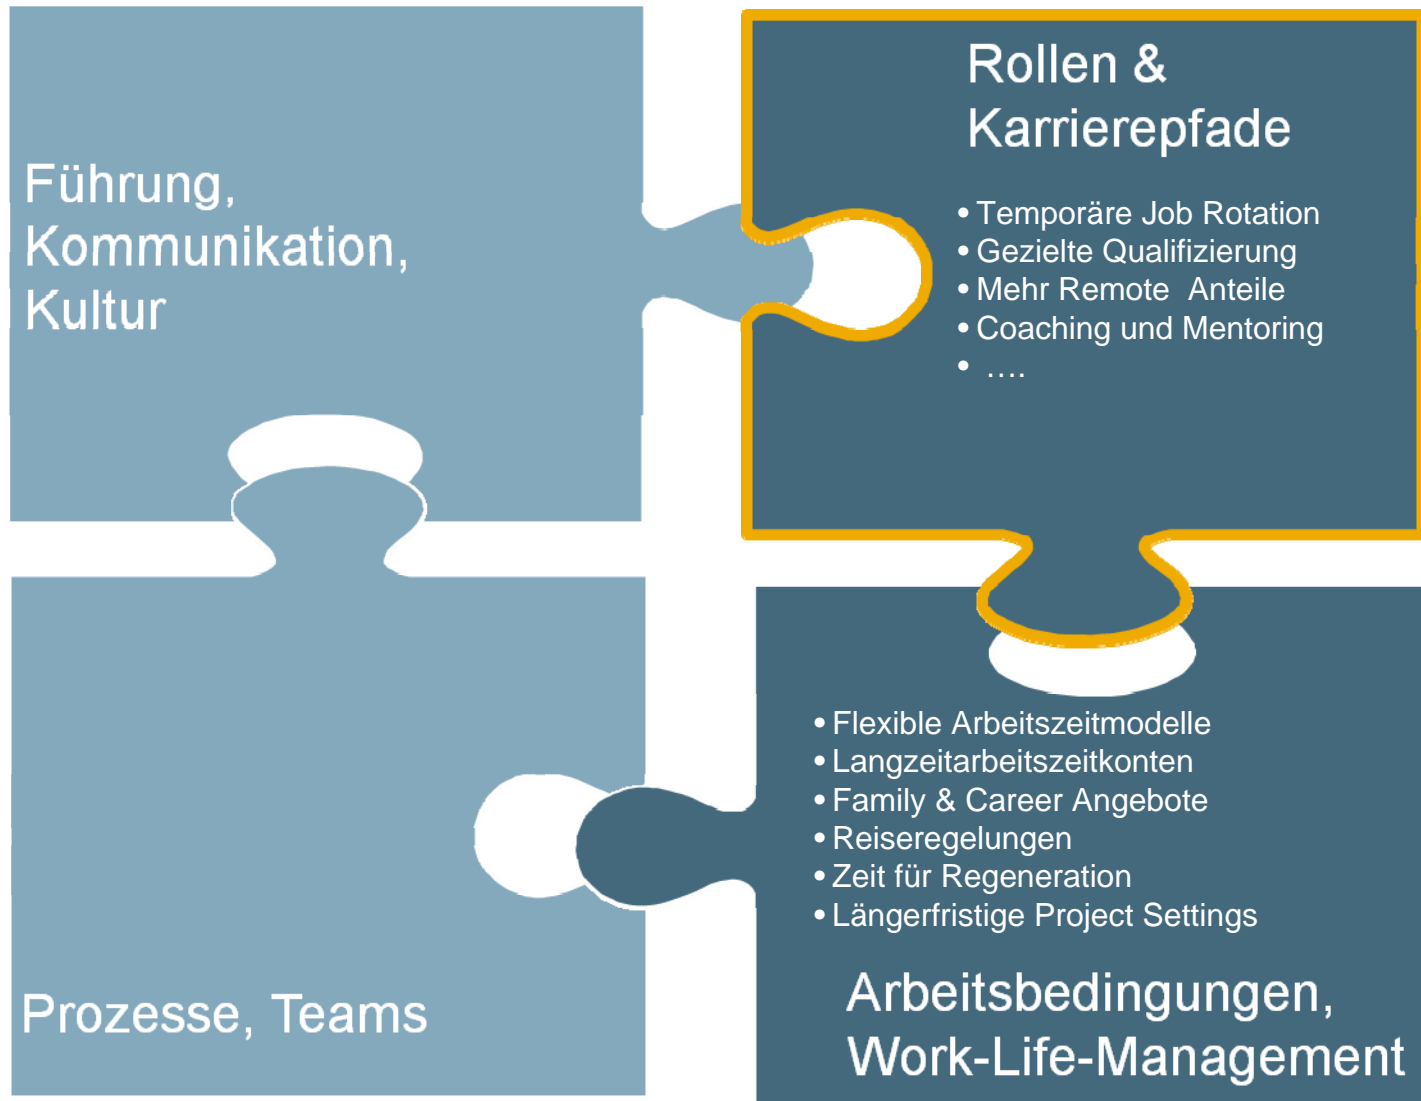 Führung,
Kommunikation,
Kultur
Rollen &
Karrierepfade
• Temporäre Job Rotation
• Gezielte Qualifizierung
• Mehr Remote  Anteile
• Coaching und Mentoring
• ….
Prozesse, Teams
• Flexible Arbeitszeitmodelle
• Langzeitarbeitszeitkonten
• Family & Career Angebote
• Reiseregelungen
• Zeit für Regeneration
• Längerfristige Project Settings
Arbeitsbedingungen,
Work-Life-Management